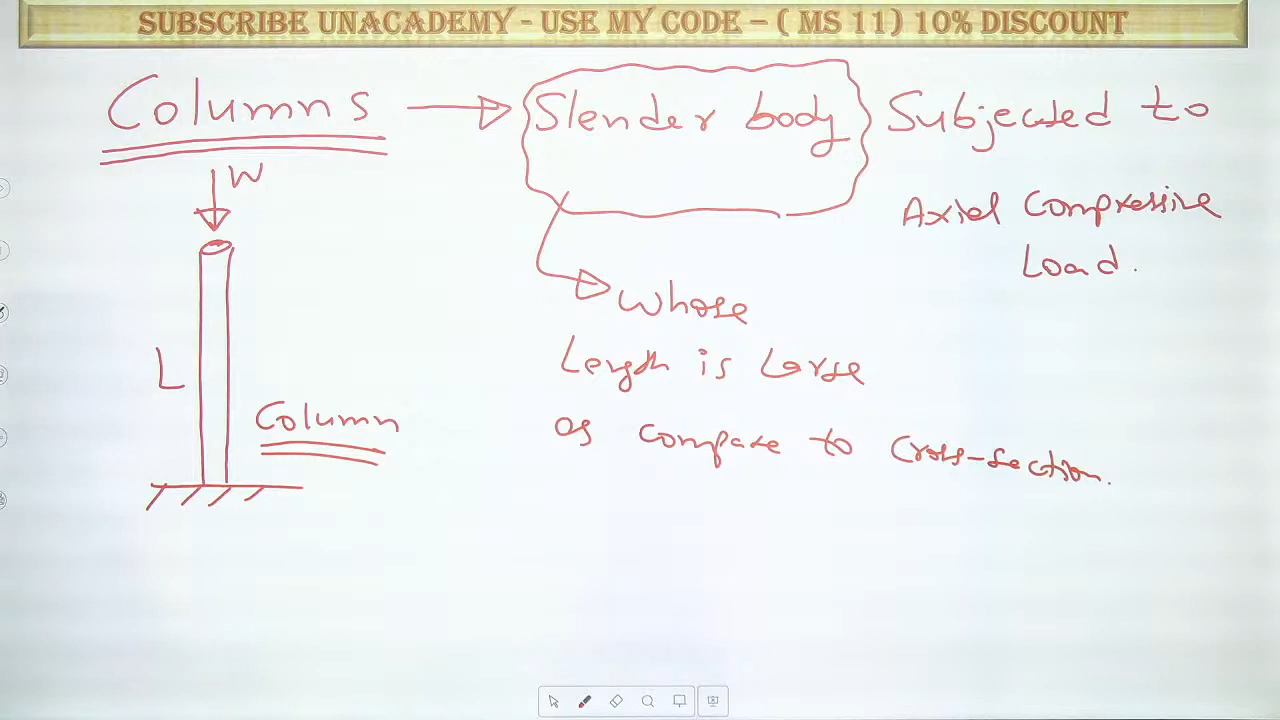 SUBSCRIBE UNACADEMY - USE MY CODE – ( MS 11) 10% DISCOUNT
Columns → Slender body Subjected to
Axial Compressive
Load.
W
whose
Length is Large
as compare to cross-section.
L
Column